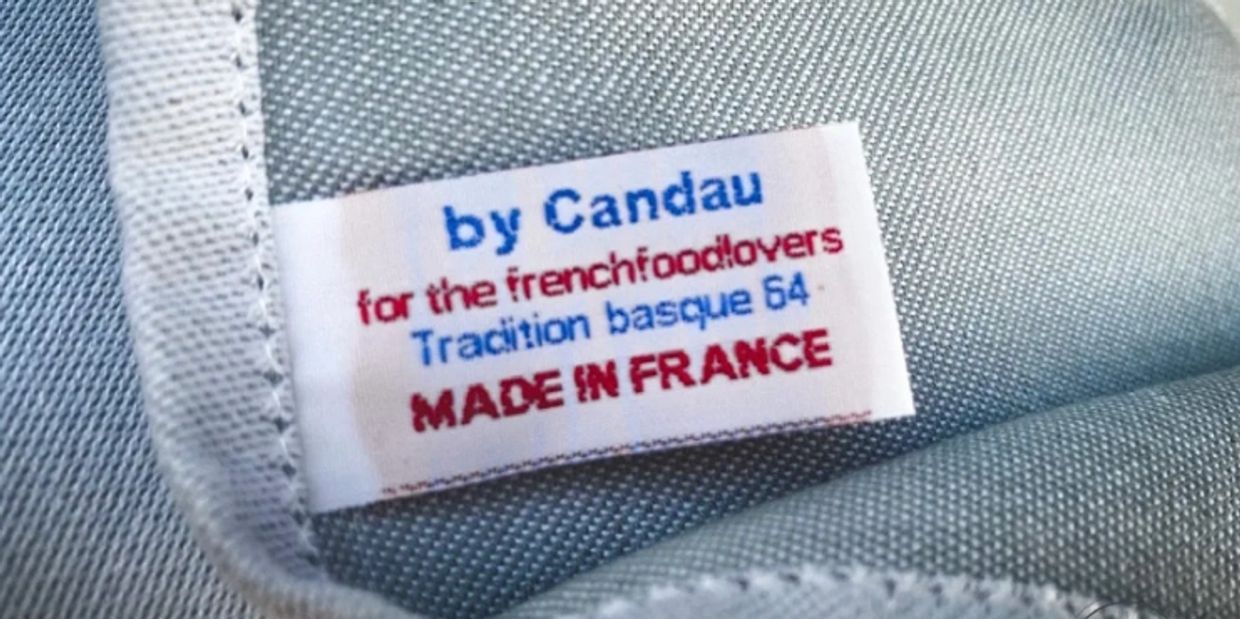 by Candau
for the frenchfoodlovers
Tradition basque 64
MADE IN FRANCE